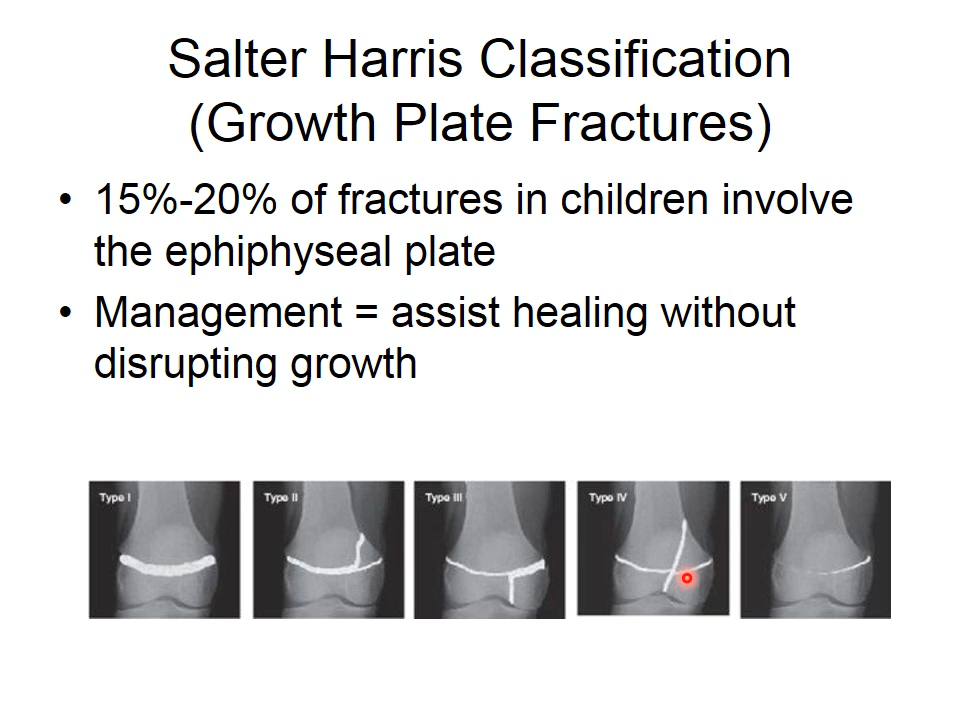 Salter Harris Classification
(Growth Plate Fractures)
• 15%-20% of fractures in children involve
the ephiphyseal plate
• Management = assist healing without
disrupting growth
Type I
Type II
Type III
Type IV
Type V